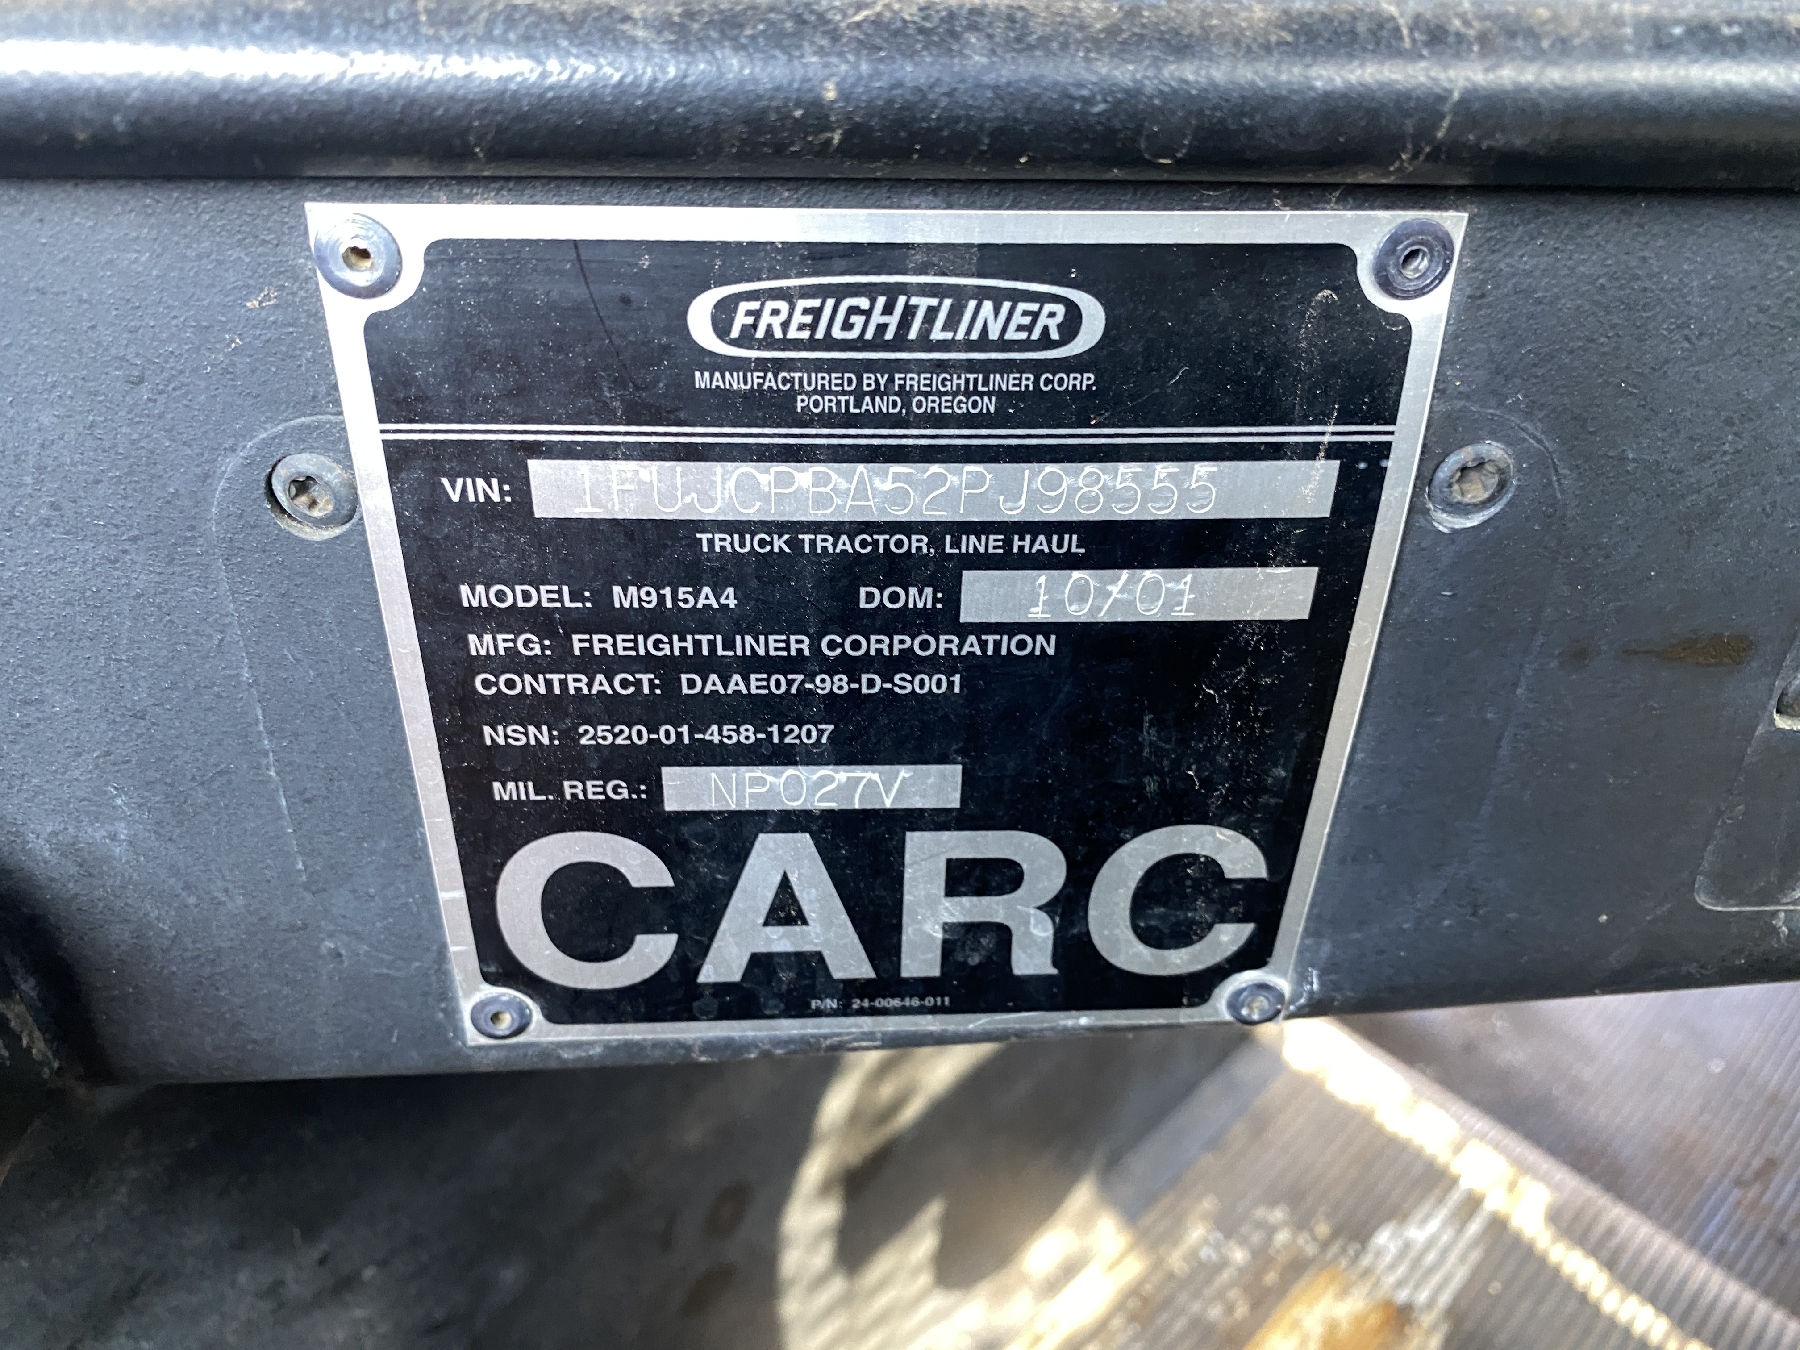 FREIGHTLINER
MANUFACTURED BY FREIGHTLINER CORP.
PORTLAND, OREGON
VIN: 1FUJCPBA52PJ98555
TRUCK TRACTOR, LINE HAUL
MODEL: M915A4 DOM: 10/01
MFG: FREIGHTLINER CORPORATION
CONTRACT: DAAE07-98-D-S001
NSN: 2520-01-458-1207
MIL. REG.: NP027V
CARC
P/N: 24-00646-011